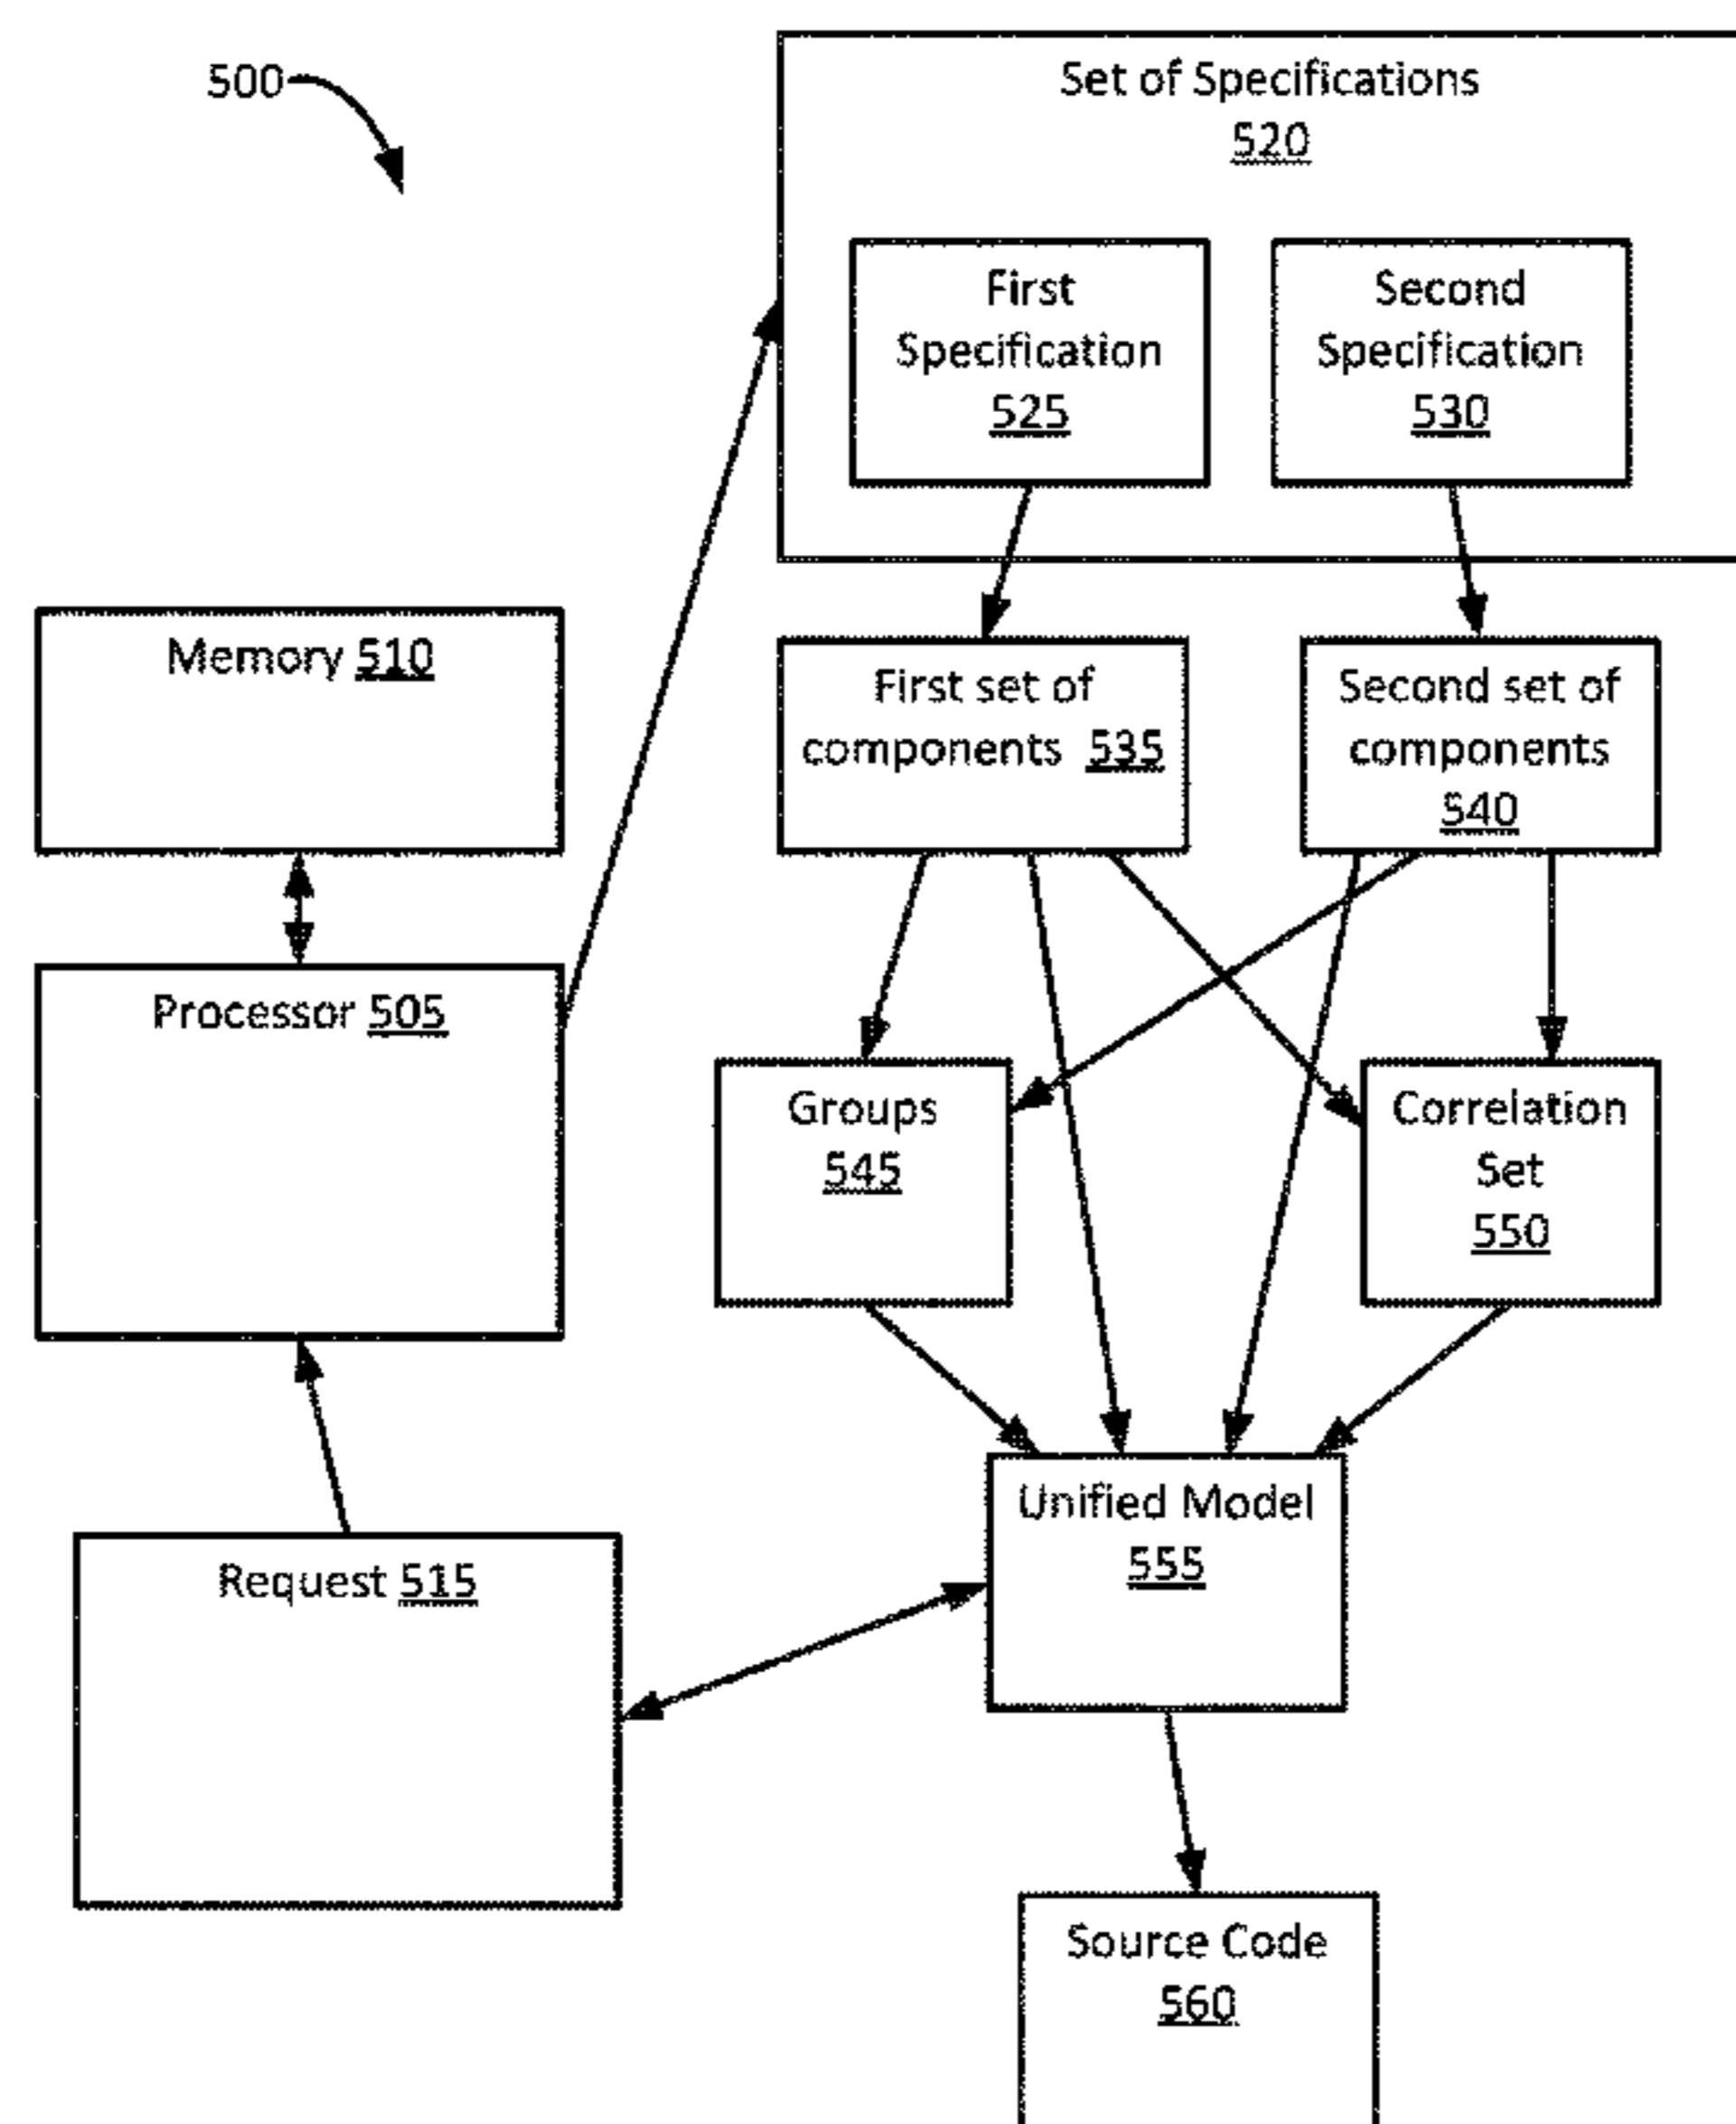 500
Set of Specifications
520
First
Specification
525
Second
Specification
530
Memory 510
First set of
components 535
Second set of
components
540
Processor 505
Groups
545
Correlation
Set
550
Unified Model
555
Request 515
Source Code
560